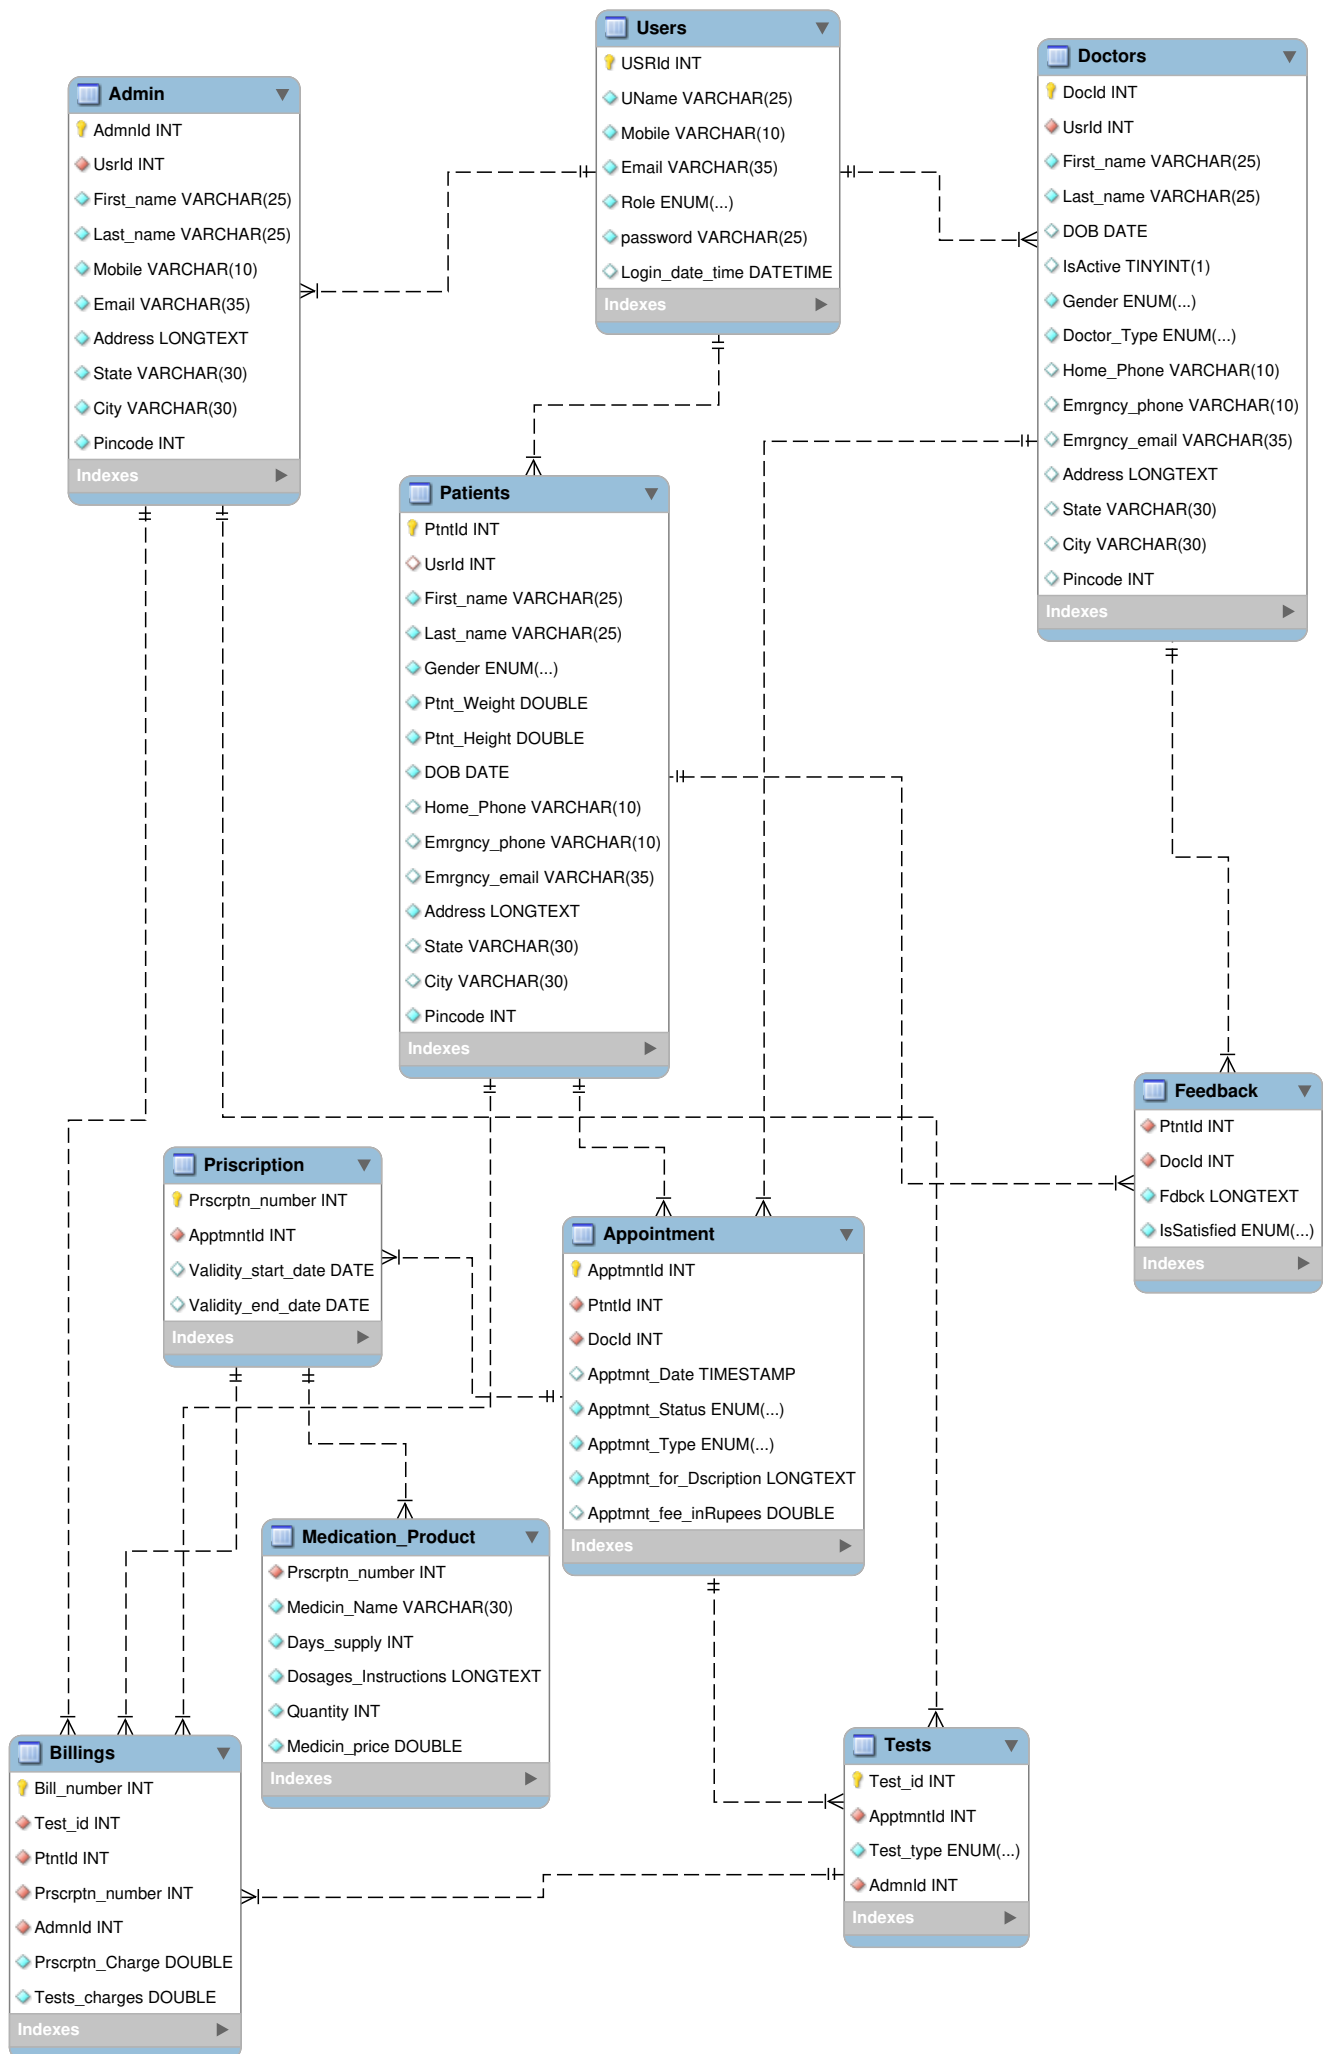 Users
USRId INT
UName VARCHAR(25)
Mobile VARCHAR(10)
Email VARCHAR(35)
Role ENUM(...)
password VARCHAR(25)
Login_date_time DATETIME
Indexes
Doctors
DocId INT
UsrId INT
First_name VARCHAR(25)
Last_name VARCHAR(25)
DOB DATE
IsActive TINYINT(1)
Gender ENUM(...)
Doctor_Type ENUM(...)
Home_Phone VARCHAR(10)
Emrgncy_phone VARCHAR(10)
Emrgncy_email VARCHAR(35)
Address LONGTEXT
State VARCHAR(30)
City VARCHAR(30)
Pincode INT
Indexes
Admin
AdmnId INT
UsrId INT
First_name VARCHAR(25)
Last_name VARCHAR(25)
Mobile VARCHAR(10)
Email VARCHAR(35)
Address LONGTEXT
State VARCHAR(30)
City VARCHAR(30)
Pincode INT
Indexes
Patients
PtntId INT
UsrId INT
First_name VARCHAR(25)
Last_name VARCHAR(25)
Gender ENUM(...)
Ptnt_Weight DOUBLE
Ptnt_Height DOUBLE
DOB DATE
Home_Phone VARCHAR(10)
Emrgncy_phone VARCHAR(10)
Emrgncy_email VARCHAR(35)
Address LONGTEXT
State VARCHAR(30)
City VARCHAR(30)
Pincode INT
Indexes
Feedback
PtntId INT
DocId INT
Fdbck LONGTEXT
IsSatisfied ENUM(...)
Indexes
Priscription
Prscrptn_number INT
ApptmntId INT
Validity_start_date DATE
Validity_end_date DATE
Indexes
Appointment
ApptmntId INT
PtntId INT
DocId INT
Apptmnt_Date TIMESTAMP
Apptmnt_Status ENUM(...)
Apptmnt_Type ENUM(...)
Apptmnt_for_Dscription LONGTEXT
Apptmnt_fee_inRupees DOUBLE
Indexes
Medication_Product
Prscrptn_number INT
Medicin_Name VARCHAR(30)
Days_supply INT
Dosages_Instructions LONGTEXT
Quantity INT
Medicin_price DOUBLE
Indexes
Billings
Bill_number INT
Test_id INT
PtntId INT
Prscrptn_number INT
AdmnId INT
Prscrptn_Charge DOUBLE
Tests_charges DOUBLE
Indexes
Tests
Test_id INT
ApptmntId INT
Test_type ENUM(...)
AdmnId INT
Indexes